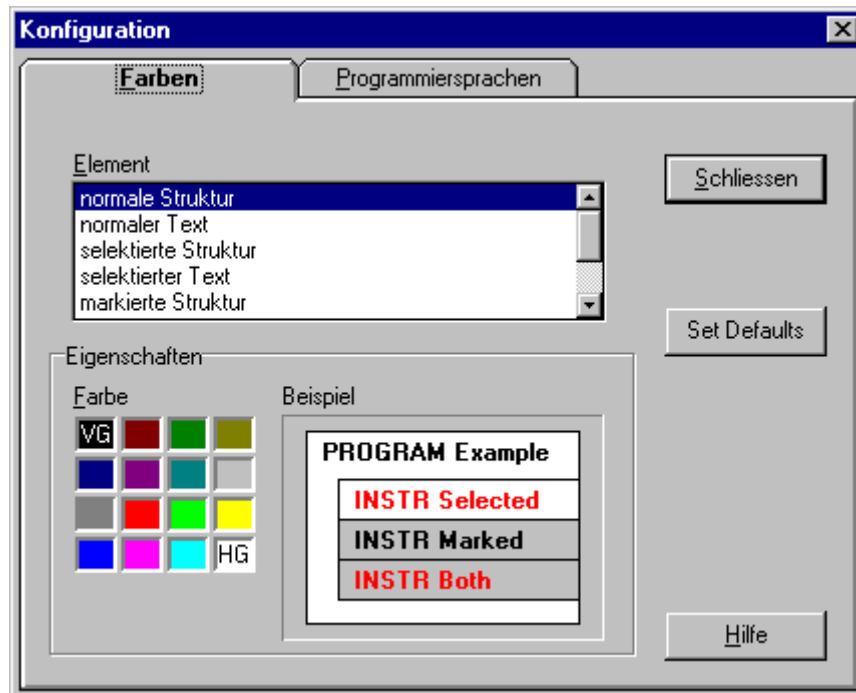 Konfiguration
Farben
Programmiersprachen
Element
normale Struktur
normaler Text
selektierte Struktur
selektierter Text
markierte Struktur
Schliessen
Set Defaults
Eigenschaften
Farbe
VG
HG
Beispiel
PROGRAM Example
INSTR Selected
INSTR Marked
INSTR Both
Hilfe